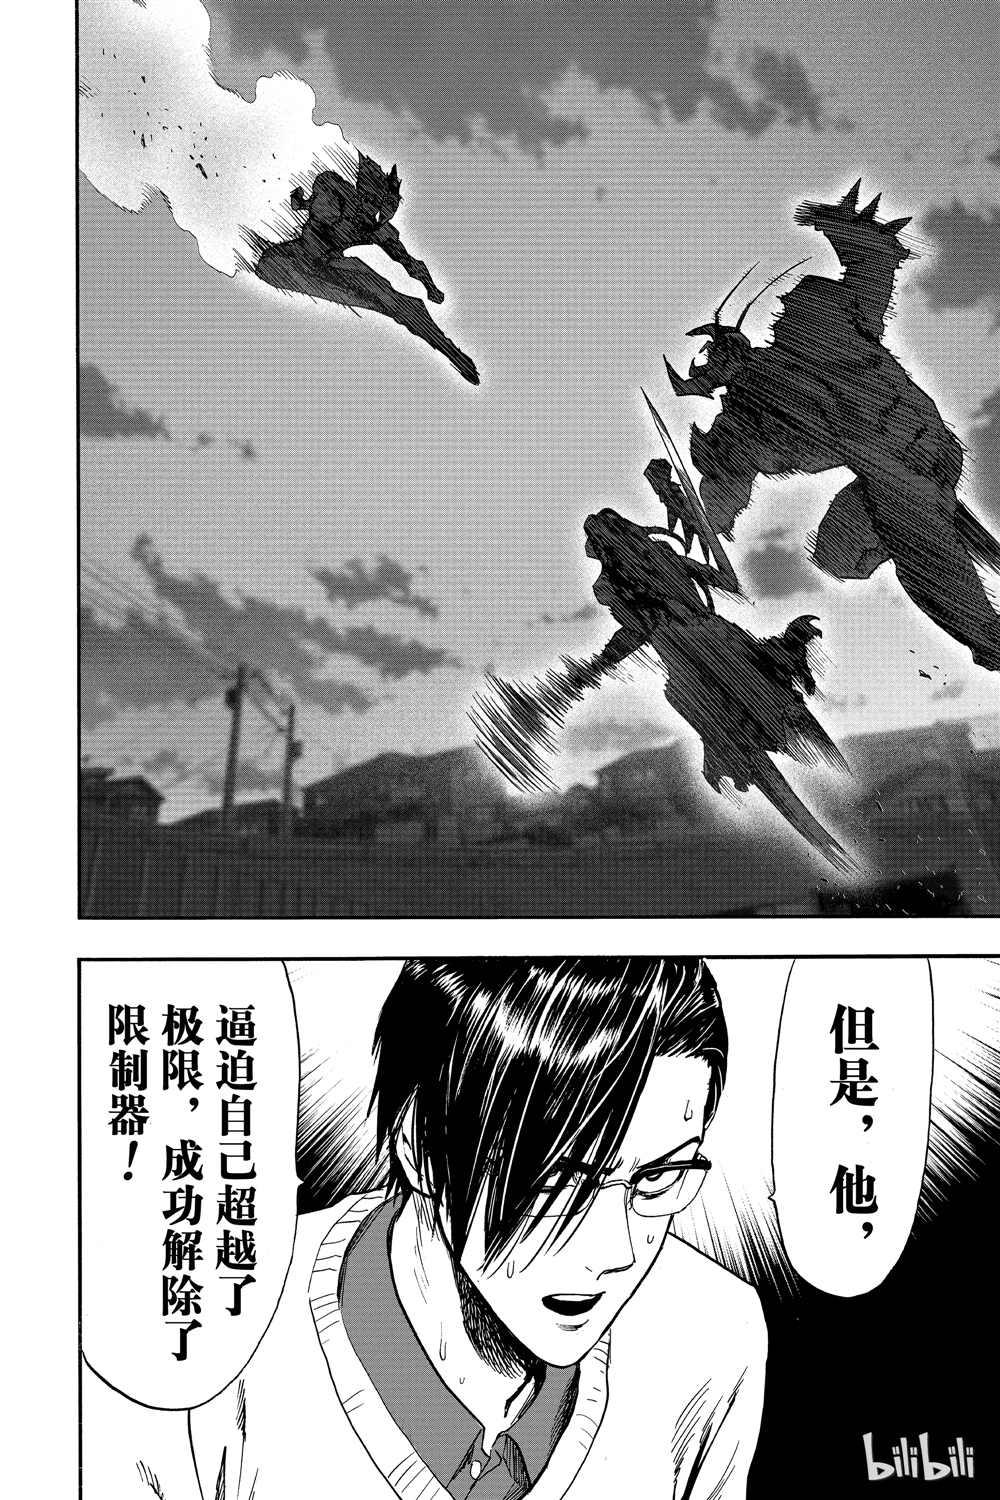 但是，他，
逼迫自己超越了
极限，成功解除了
限制器！
bilibili